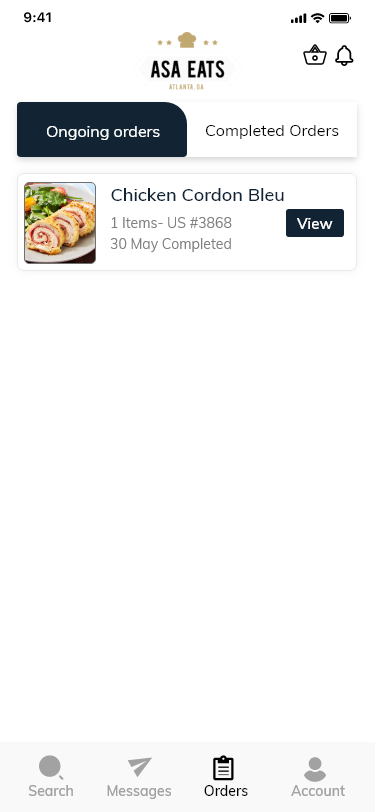 9:41
ASA EATS
ATLANTA.GA
Ongoing orders
Completed Orders
Chicken Cordon Bleu
1 Items- US #3868
View
30 May Completed
Search
Messages
Orders
Account